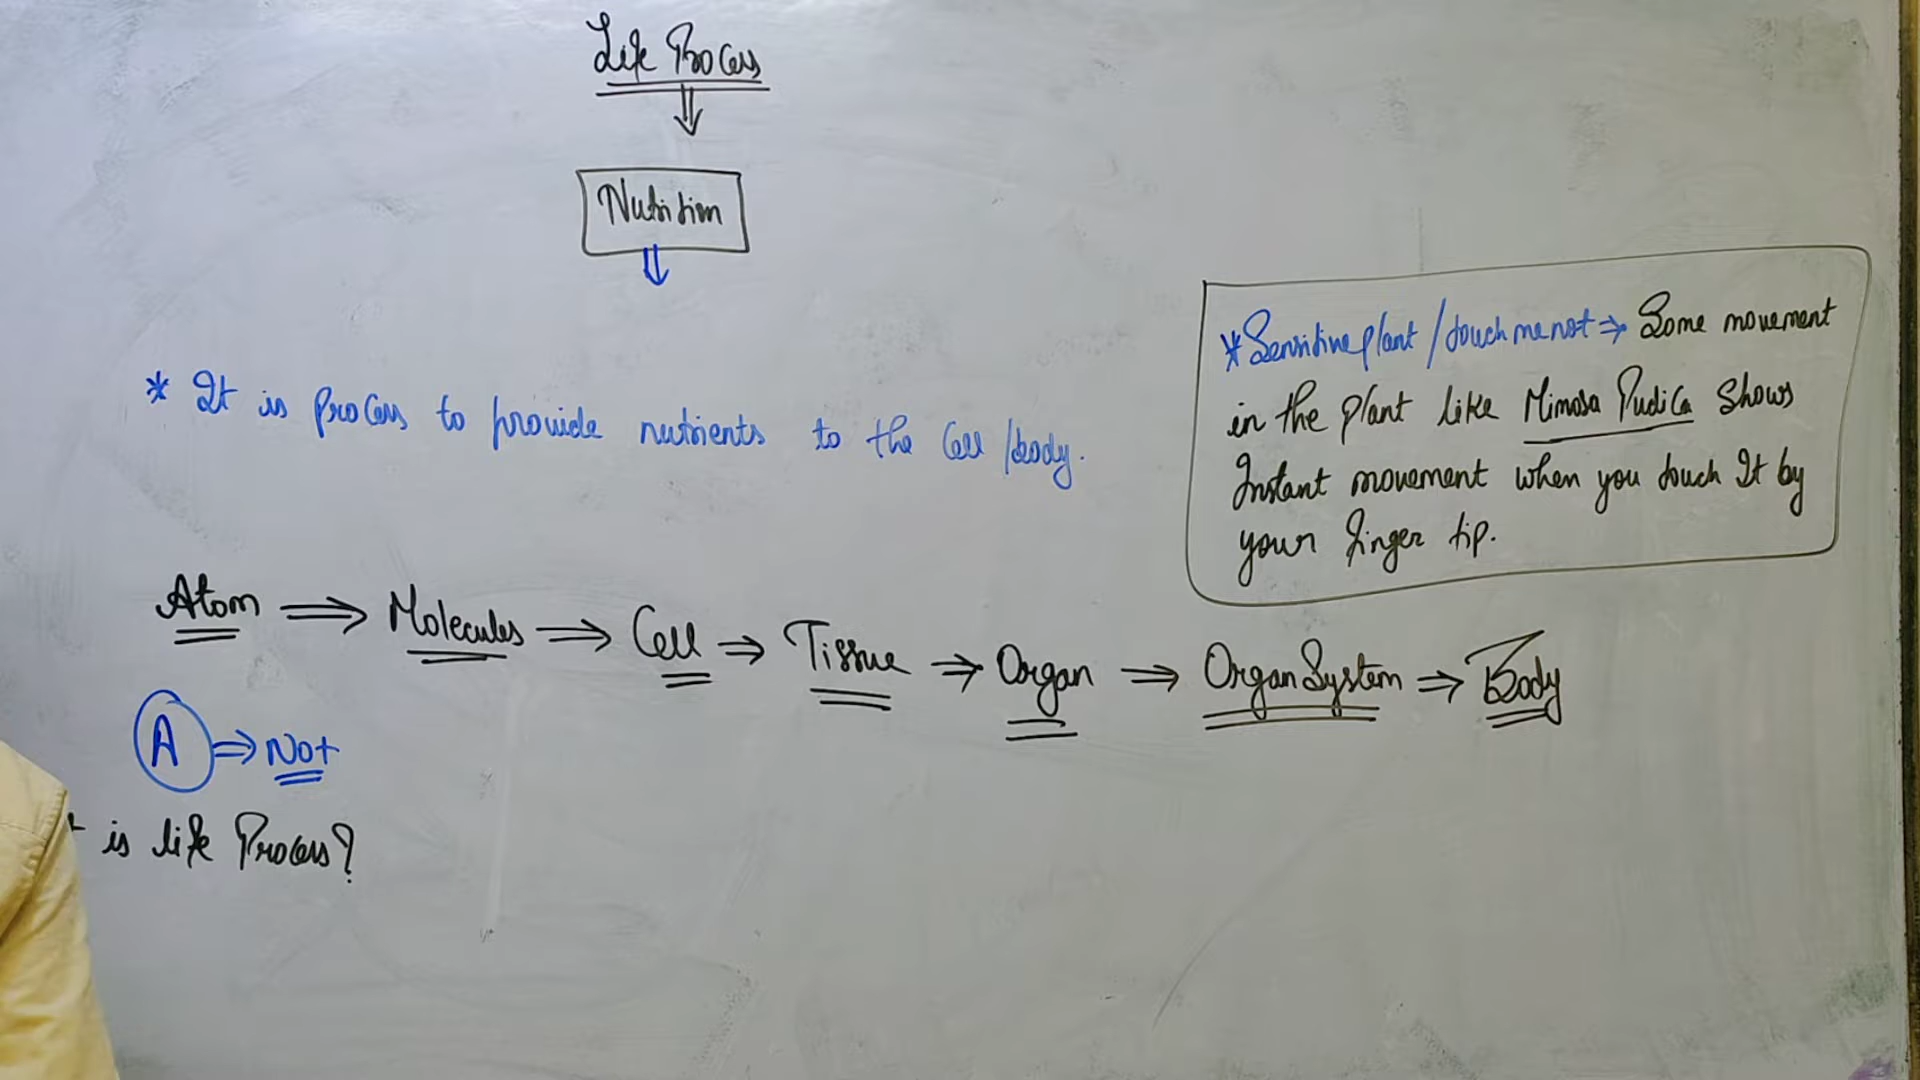 Life Process
⇓
Nutrition
⇓
* It is process to provide nutrients to the Cell /body.
* Sensitive plant / touch me not ⇒ Some movement
in the plant like Mimosa Pudica Shows
Instant movement when you touch It by
your finger tip.
Atom ⇒ Molecules ⇒ Cell ⇒ Tissue ⇒ Organ ⇒ Organ System ⇒ Body
A ⇒ Not
is life Process?